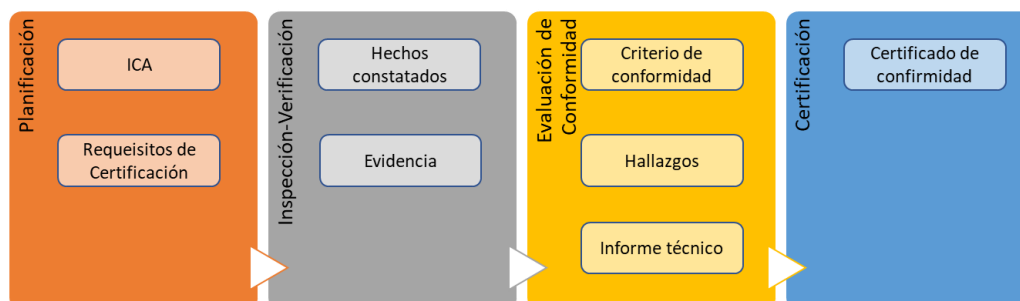 Planificación
ICA
Requeisitos de
Certificación
Inspección-Verificación
Hechos
constatados
Evidencia
Evaluación de
Conformidad
Criterio de
conformidad
Hallazgos
Informe técnico
Certificación
Certificado de
confirmidad